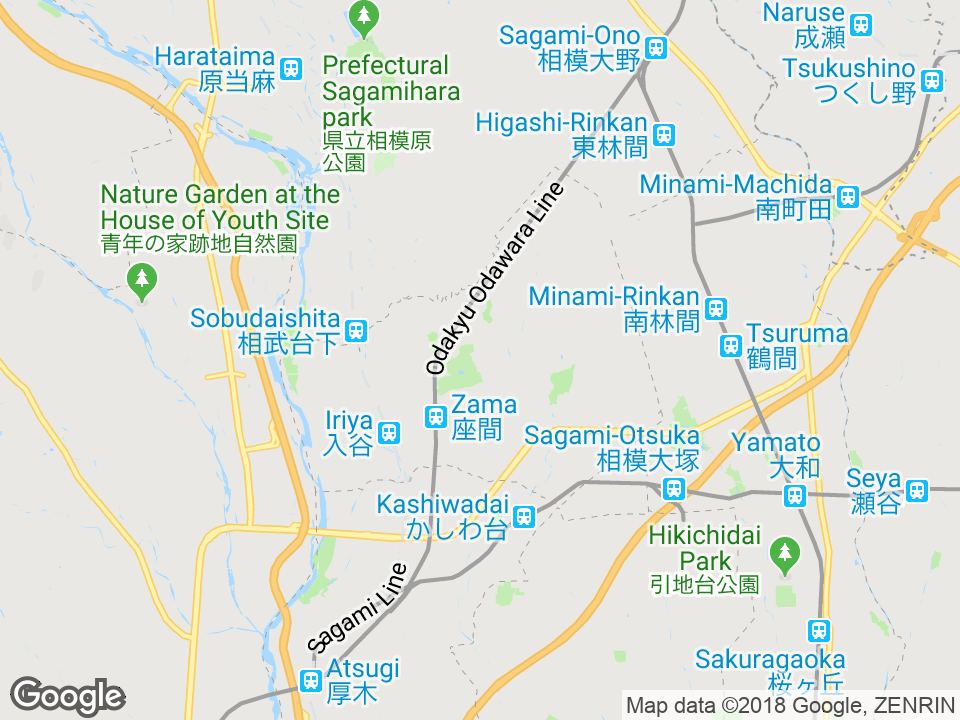 Naruse
成瀬
Sagami-Ono
相模大野
Harataima
原当麻
Tsukushino
つくし野
Prefectural
Sagamihara
park
県立相模原
公園
Higashi-Rinkan
東林間
Minami-Machida
南町田
Nature Garden at the
House of Youth Site
青年の家跡地自然園
Odakyu Odawara Line
Minami-Rinkan
南林間
Sobudaishita
相武台下
Tsuruma
鶴間
Zama
座間
Iriya
入谷
Sagami-Otsuka
相模大塚
Yamato
大和
Seya
瀬谷
Kashiwadai
かしわ台
Hikichidai
Park
引地台公園
Sagami Line
Sakuragaoka
桜ヶ丘
Atsugi
厚木
Google
Map data ©2018 Google, ZENRIN